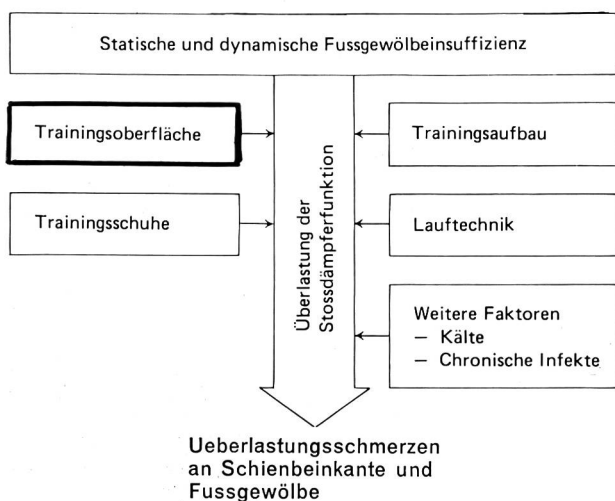 Statische und dynamische Fussgewölbeinsuffizienz
Trainingsoberfläche
Trainingsaufbau
Trainingsschuhe
Lauftechnik
Überlastung der
Stossdämpferfunktion
Weitere Faktoren
– Kälte
– Chronische Infekte
Ueberlastungsschmerzen
an Schienbeinkante und
Fussgewölbe